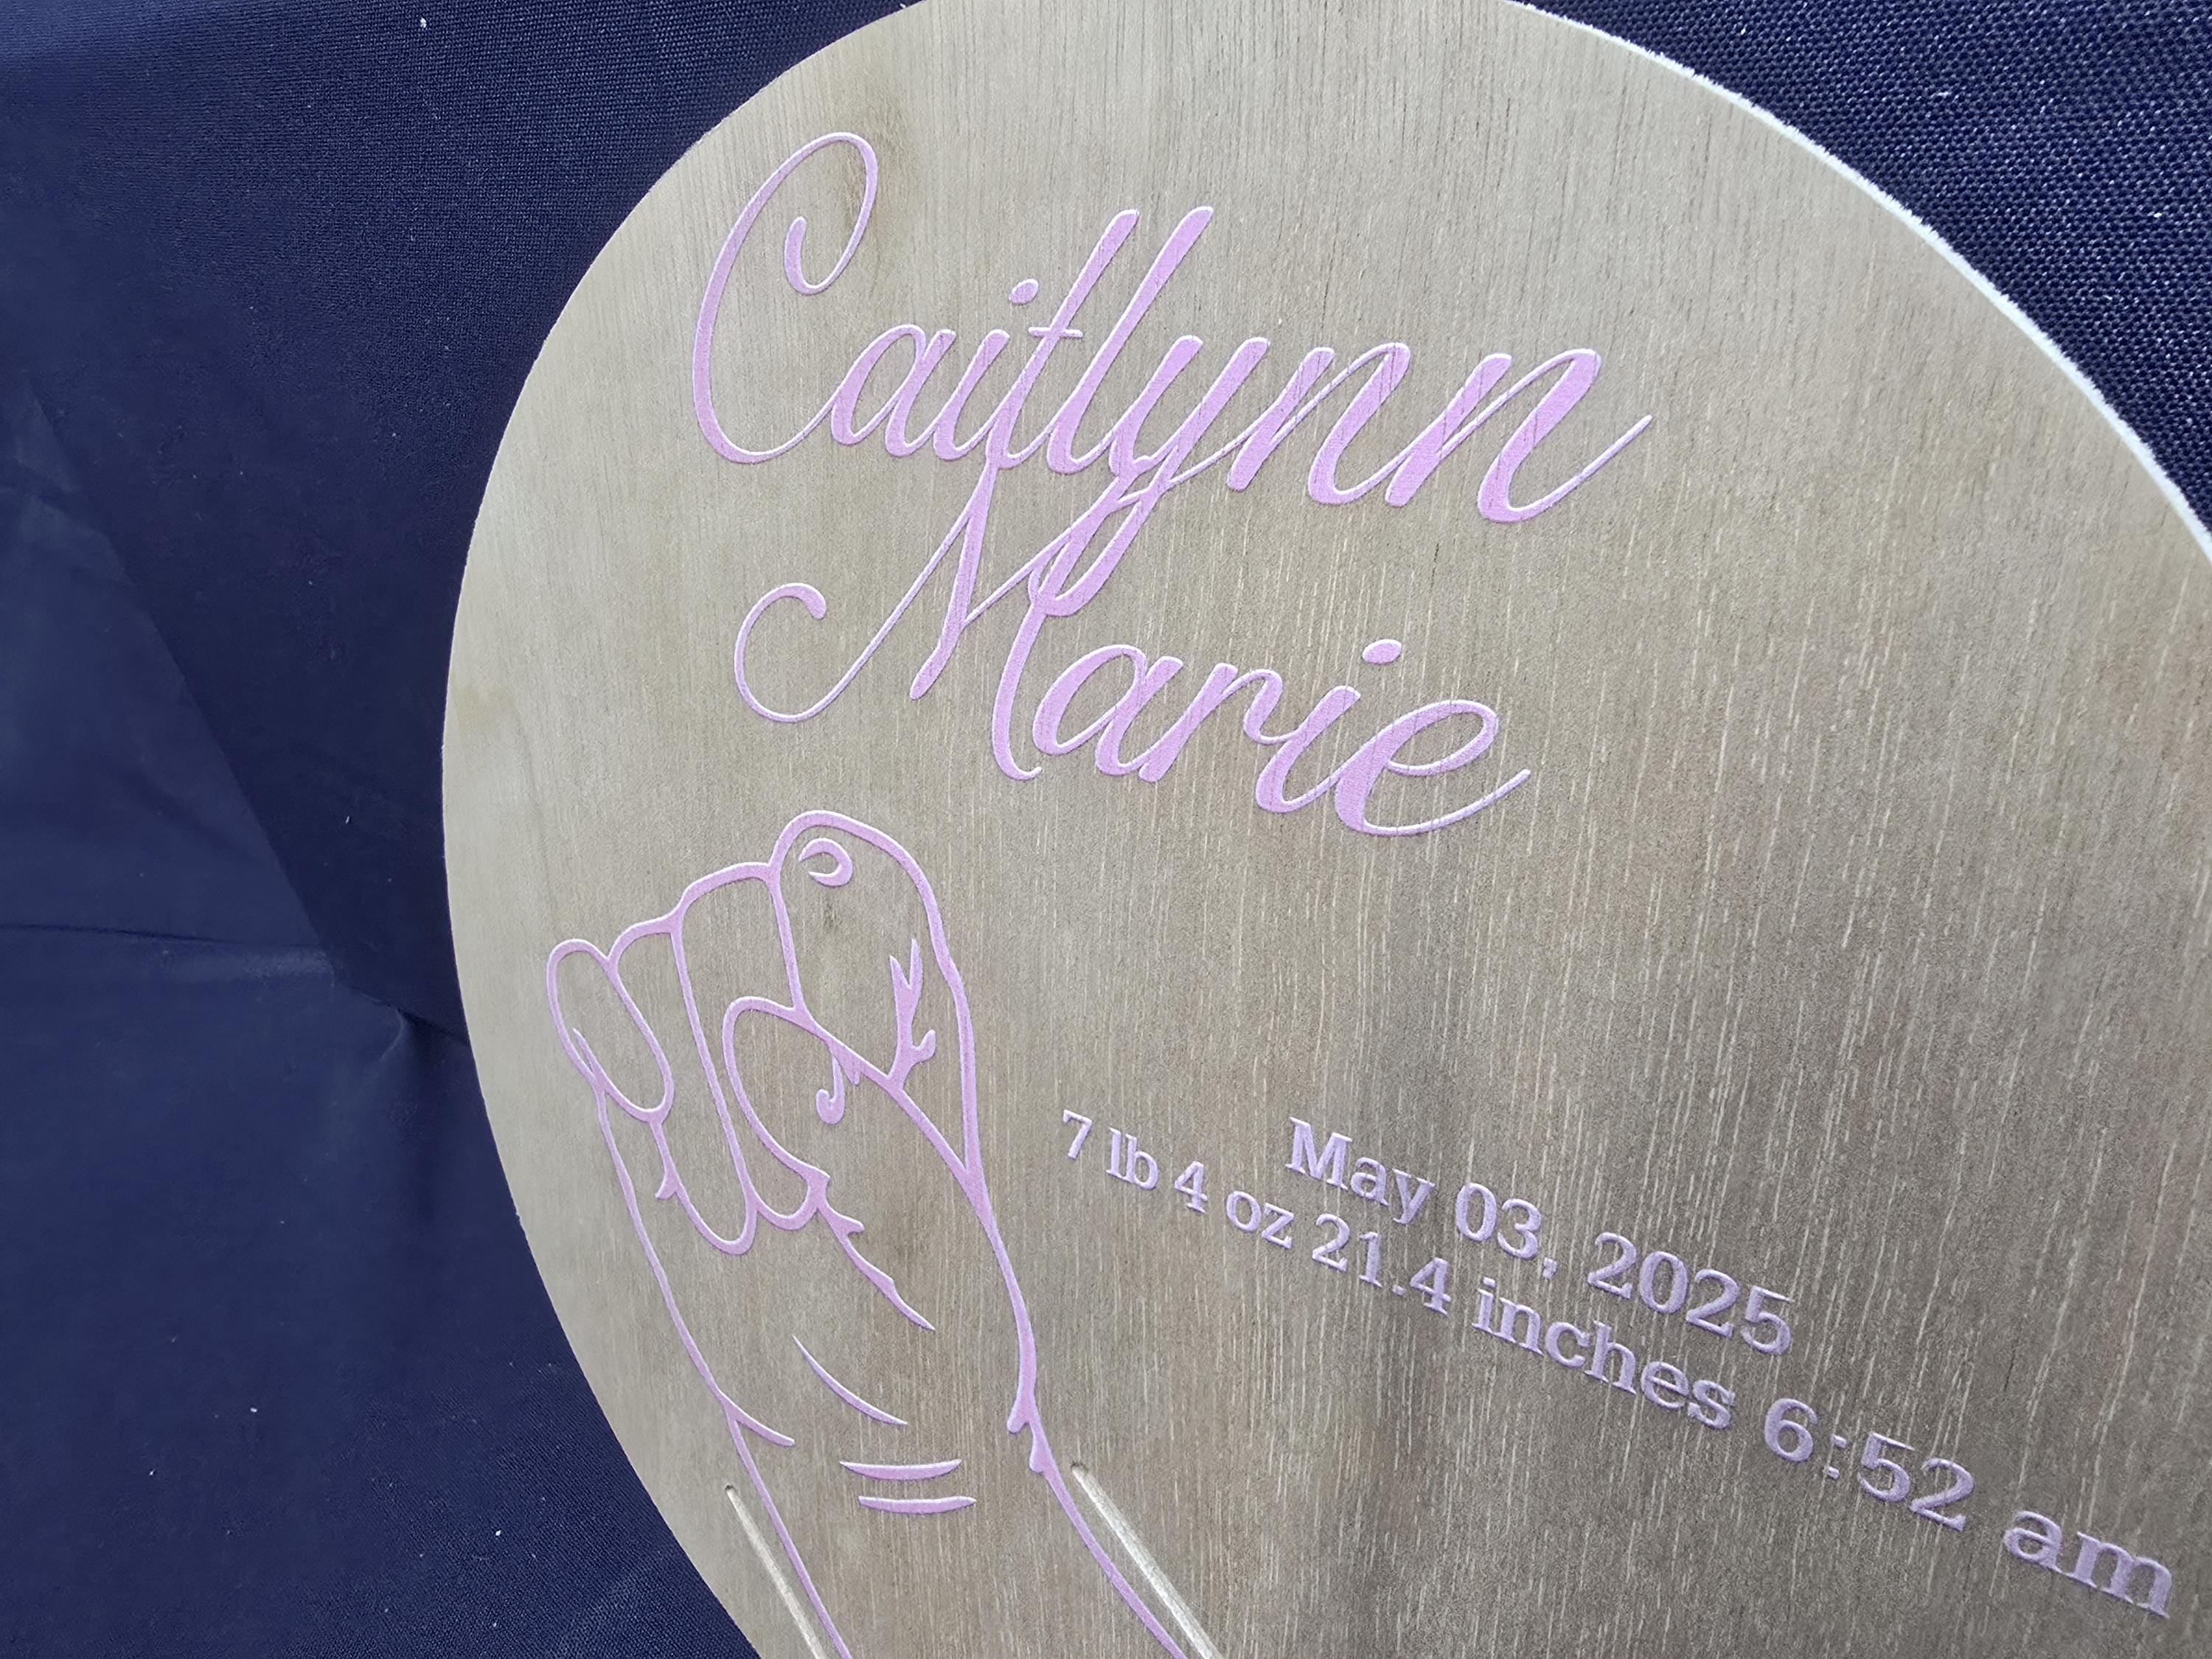 Caitlynn
Marie
May 03, 2025
7 lb 4 oz 21.4 inches 6:52 am